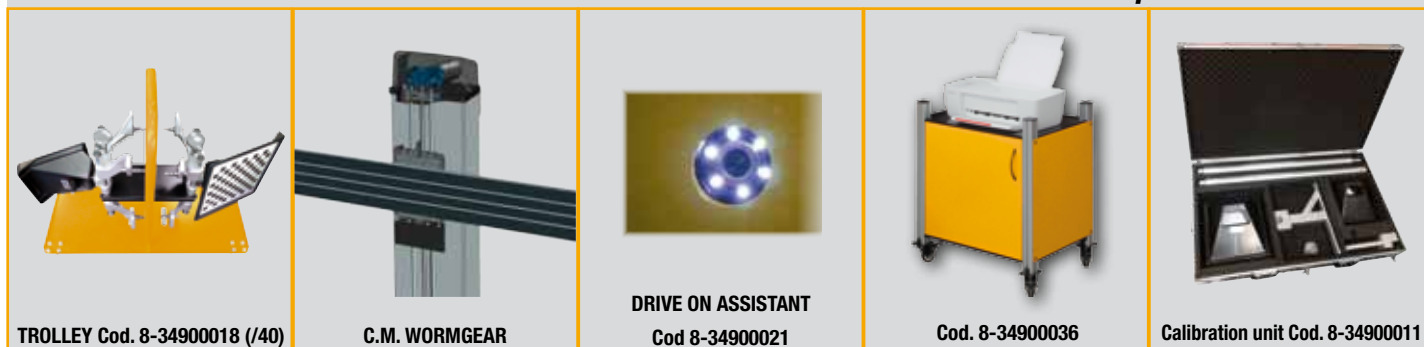 TROLLEY Cod. 8-34900018 (/40)
C.M. WORMGEAR
DRIVE ON ASSISTANT
Cod 8-34900021
Cod. 8-34900036
Calibration unit Cod. 8-34900011